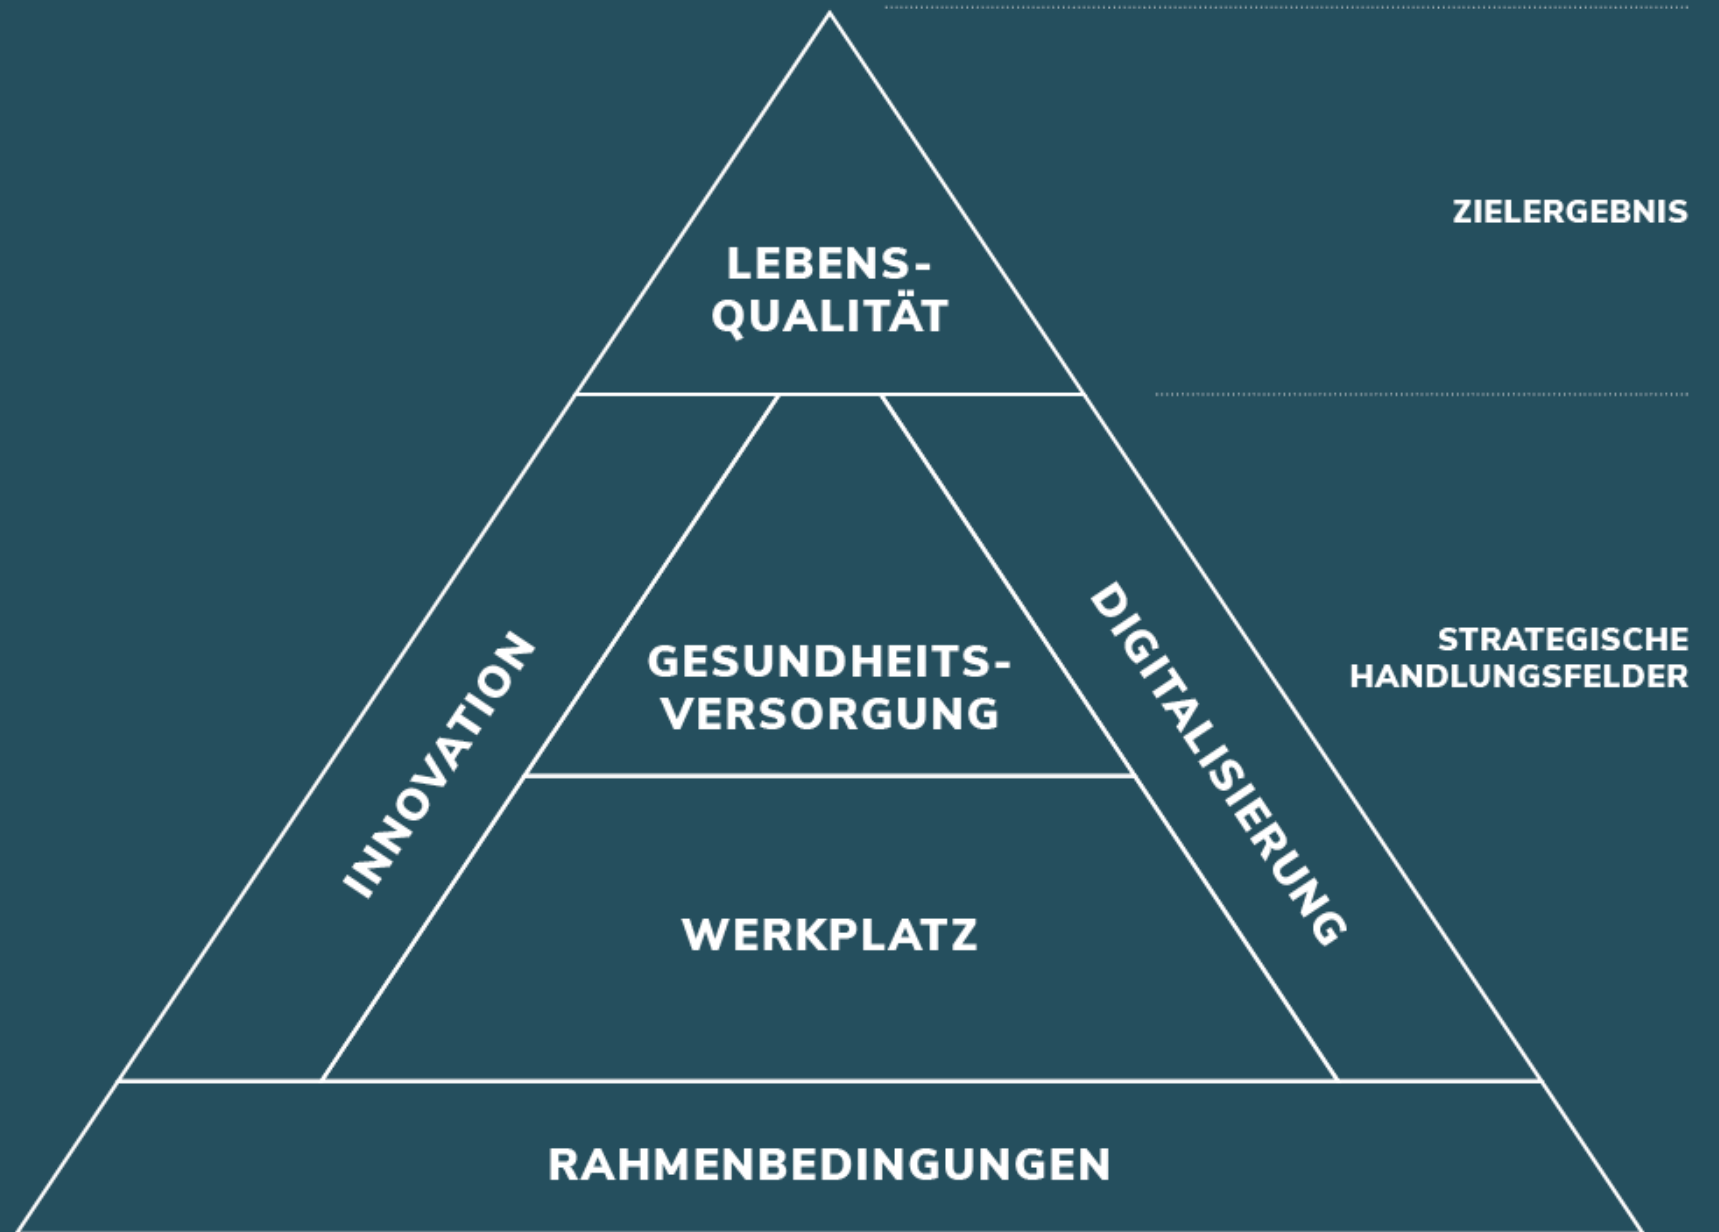 ZIELERGEBNIS
LEBENS-
QUALITÄT
STRATEGISCHE
HANDLUNGSFELDER
INNOVATION
GESUNDHEITS-
VERSORGUNG
DIGITALISIERUNG
WERKPLATZ
RAHMENBEDINGUNGEN